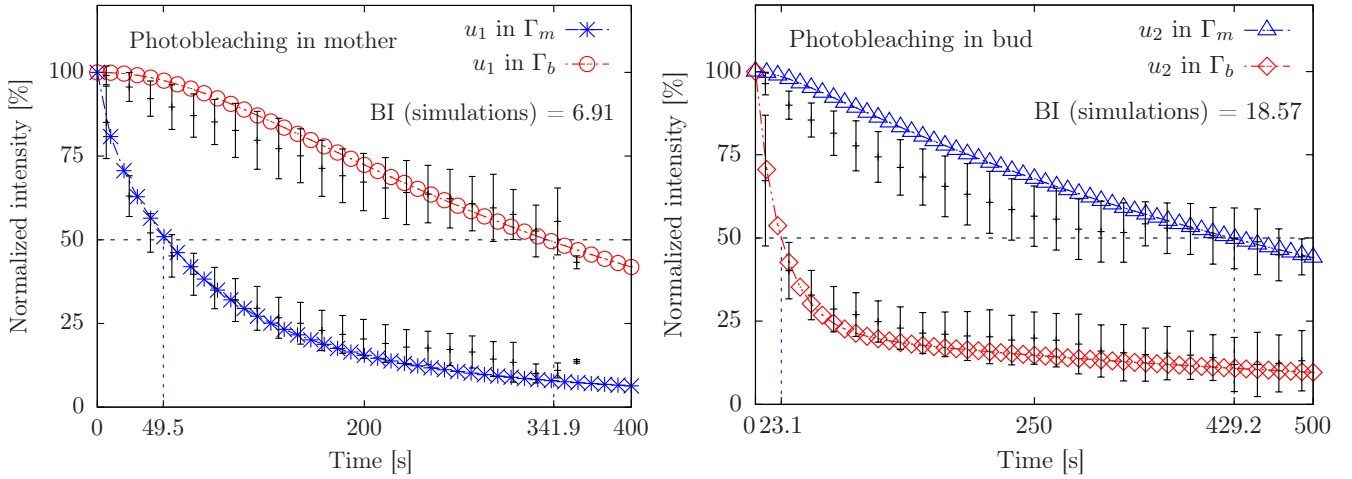 Photobleaching in mother
u₁ in Γₘ
u₁ in Γ_b
BI (simulations) = 6.91
Normalized intensity [%]
100
75
50
25
0
0 49.5 200 341.9 400
Time [s]
Photobleaching in bud
u₂ in Γₘ
u₂ in Γ_b
BI (simulations) = 18.57
Normalized intensity [%]
100
75
50
25
0
0 23.1 250 429.2 500
Time [s]